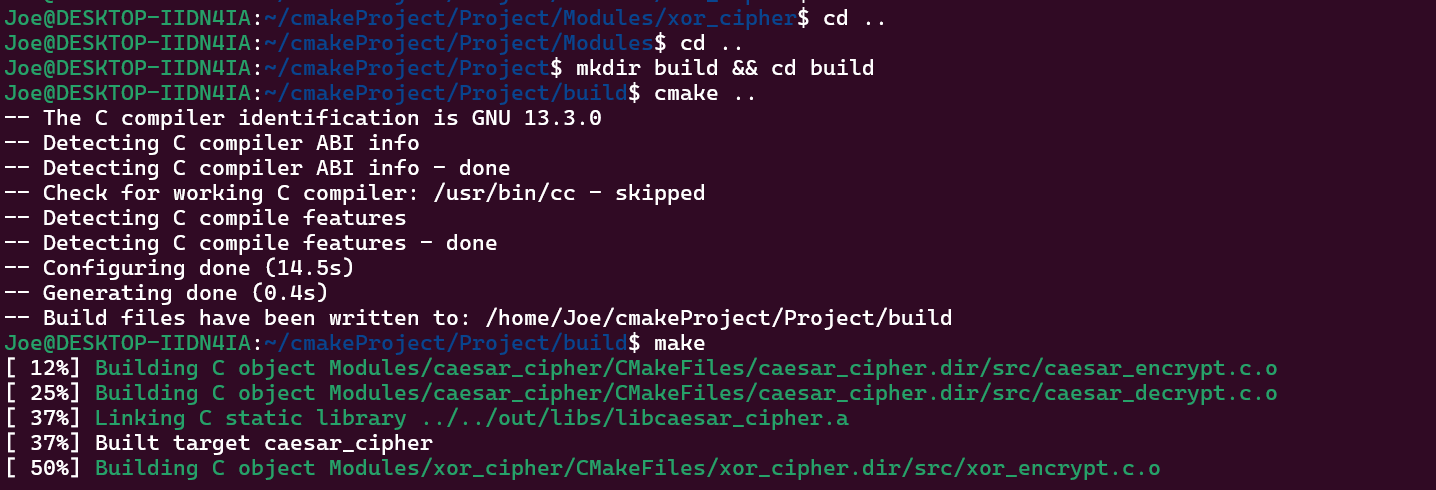 Joe@DESKTOP-IIDN4IA:~/cmakeProject/Project/Modules/xor_cipher$ cd ..
Joe@DESKTOP-IIDN4IA:~/cmakeProject/Project/Modules$ cd ..
Joe@DESKTOP-IIDN4IA:~/cmakeProject/Project$ mkdir build && cd build
Joe@DESKTOP-IIDN4IA:~/cmakeProject/Project/build$ cmake ..
-- The C compiler identification is GNU 13.3.0
-- Detecting C compiler ABI info
-- Detecting C compiler ABI info - done
-- Check for working C compiler: /usr/bin/cc - skipped
-- Detecting C compile features
-- Detecting C compile features - done
-- Configuring done (14.5s)
-- Generating done (0.4s)
-- Build files have been written to: /home/Joe/cmakeProject/Project/build
Joe@DESKTOP-IIDN4IA:~/cmakeProject/Project/build$ make
[ 12%] Building C object Modules/caesar_cipher/CMakeFiles/caesar_cipher.dir/src/caesar_encrypt.c.o
[ 25%] Building C object Modules/caesar_cipher/CMakeFiles/caesar_cipher.dir/src/caesar_decrypt.c.o
[ 37%] Linking C static library ../../out/libs/libcaesar_cipher.a
[ 37%] Built target caesar_cipher
[ 50%] Building C object Modules/xor_cipher/CMakeFiles/xor_cipher.dir/src/xor_encrypt.c.o